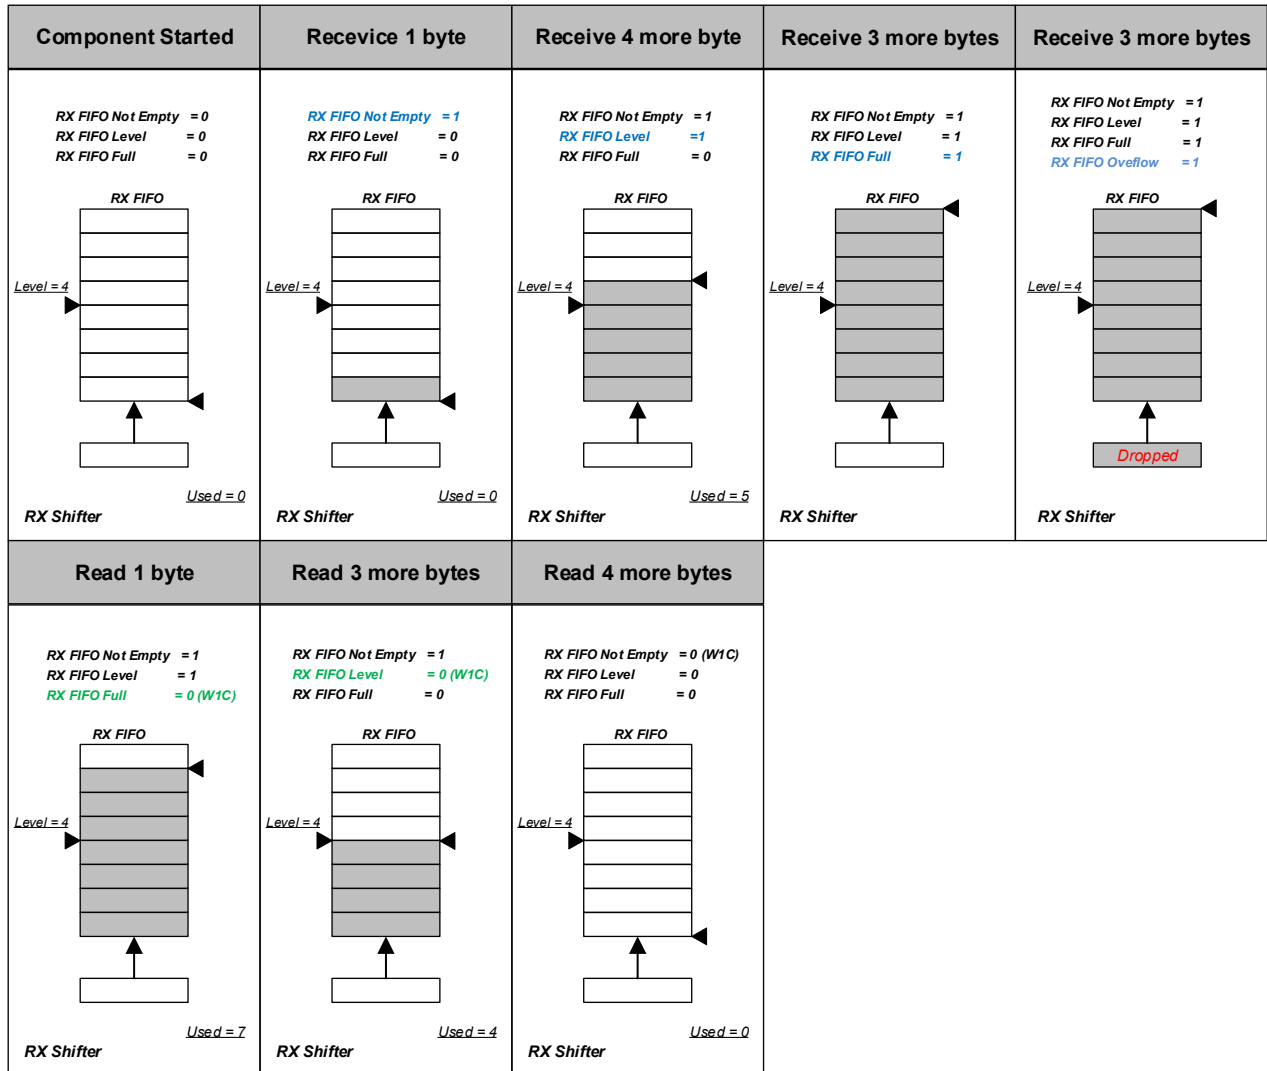 Component Started
RX FIFO Not Empty = 0
RX FIFO Level = 0
RX FIFO Full = 0
RX FIFO
Level = 4
Used = 0
RX Shifter
Recevice 1 byte
RX FIFO Not Empty = 1
RX FIFO Level = 0
RX FIFO Full = 0
RX FIFO
Level = 4
Used = 0
Receive 4 more byte
RX FIFO Not Empty = 1
RX FIFO Level =1
RX FIFO Full = 0
RX FIFO
Level = 4
Used = 5
RX Shifter
Receive 3 more bytes
RX FIFO Not Empty = 1
RX FIFO Level = 1
RX FIFO Full = 1
RX FIFO
Level = 4
RX Shifter
Receive 3 more bytes
RX FIFO Not Empty = 1
RX FIFO Level = 1
RX FIFO Full = 1
RX FIFO Oveflow = 1
RX FIFO
Level = 4
Dropped
RX Shifter
Read 1 byte
RX FIFO Not Empty = 1
RX FIFO Level = 1
RX FIFO Full = 0 (W1C)
RX FIFO
Level = 4
Used = 7
RX Shifter
Read 3 more bytes
RX FIFO Not Empty = 1
RX FIFO Level = 0 (W1C)
RX FIFO Full = 0
RX FIFO
Level = 4
Used = 4
RX Shifter
Read 4 more bytes
RX FIFO Not Empty = 0 (W1C)
RX FIFO Level = 0
RX FIFO Full = 0
RX FIFO
Level = 4
Used = 0
RX Shifter